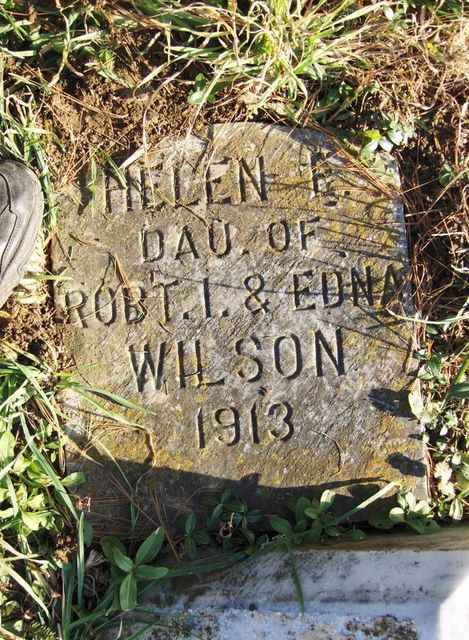 HELEN E.
DAU. OF
ROBT. I. & EDNA
WILSON
1913